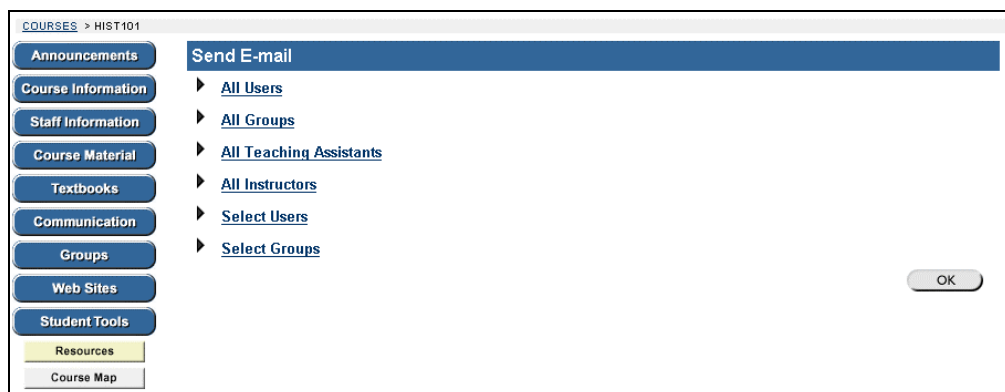 COURSES > HIST101
Announcements
Course Information
Staff Information
Course Material
Textbooks
Communication
Groups
Web Sites
Student Tools
Resources
Course Map
Send E-mail
All Users
All Groups
All Teaching Assistants
All Instructors
Select Users
Select Groups
OK